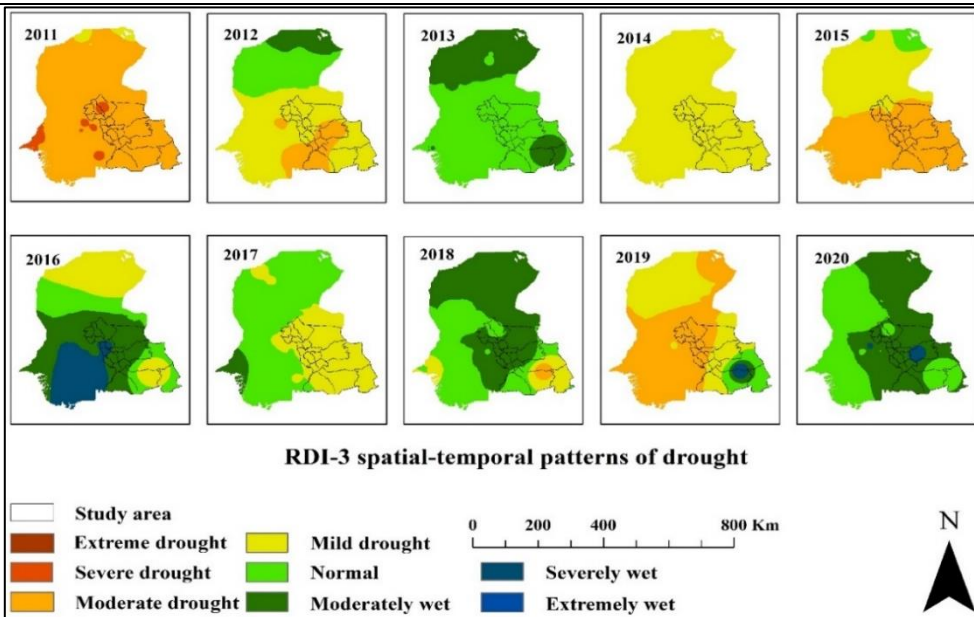 2011 2012 2013 2014 2015
2016 2017 2018 2019 2020
RDI-3 spatial-temporal patterns of drought
Study area
Extreme drought
Severe drought
Moderate drought
Mild drought
Normal
Moderately wet
0 200 400 800 Km
Severely wet
Extremely wet
N